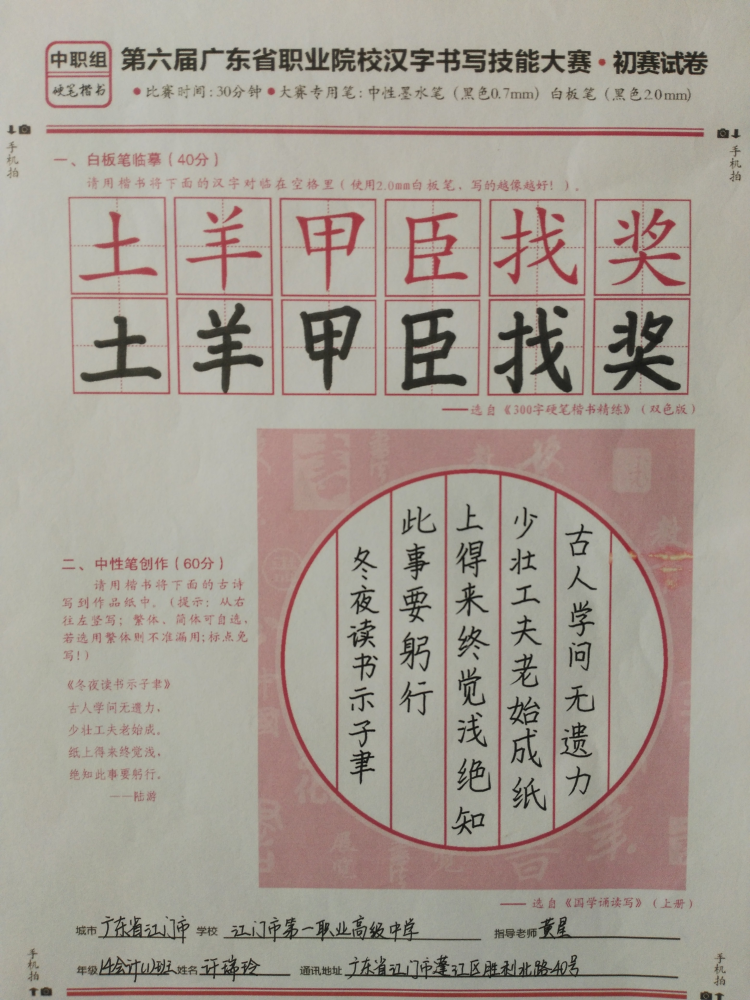 中职组
硬笔楷书
第六届广东省职业院校汉字书写技能大赛·初赛试卷
●比赛时间:30分钟 ●大赛专用笔:中性墨水笔(黑色0.7mm) 白板笔(黑色2.0mm)
手机拍
手机拍
一、白板笔临摹(40分)
请用楷书将下面的汉字对临在空格里(使用2.0mm白板笔,写的越像越好!)。
土羊甲臣找奖
土羊甲臣找奖
——选自《300字硬笔楷书精练》(双色版)
二、中性笔创作(60分)
请用楷书将下面的古诗
写到作品纸中。(提示:从右
往左竖写;繁体、简体可自选,
若选用繁体则不准漏用;标点免
写!)
《冬夜读书示子聿》
古人学问无遗力,
少壮工夫老始成。
纸上得来终觉浅,
绝知此事要躬行。
——陆游
古人学问无遗力
少壮工夫老始成纸
上得来终觉浅绝知
此事要躬行
冬夜读书示子聿
——选自《国学诵读写》(上册)
城市 广东省江门市 学校 江门市第一职业高级中学 指导老师 黄星
年级 14会计(1)班 姓名 许瑞玲 通讯地址 广东省江门市蓬江区胜利北路40号
手机拍
手机拍